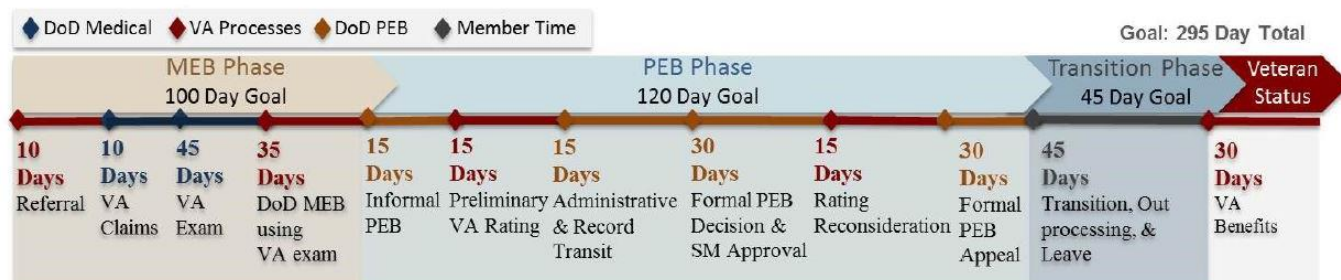 DoD Medical VA Processes DoD PEB Member Time
Goal: 295 Day Total
MEB Phase
100 Day Goal
PEB Phase
120 Day Goal
Transition Phase
45 Day Goal
Veteran
Status
10
Days
Referral
10
Days
VA
Claims
45
Days
VA
Exam
35
Days
DoD MEB
using
VA exam
15
Days
Informal
PEB
15
Days
Preliminary
VA Rating
15
Days
Administrative
& Record
Transit
30
Days
Formal PEB
Decision &
SM Approval
15
Days
Rating
Reconsideration
30
Days
Formal
PEB
Appeal
45
Days
Transition, Out
processing, &
Leave
30
Days
VA
Benefits